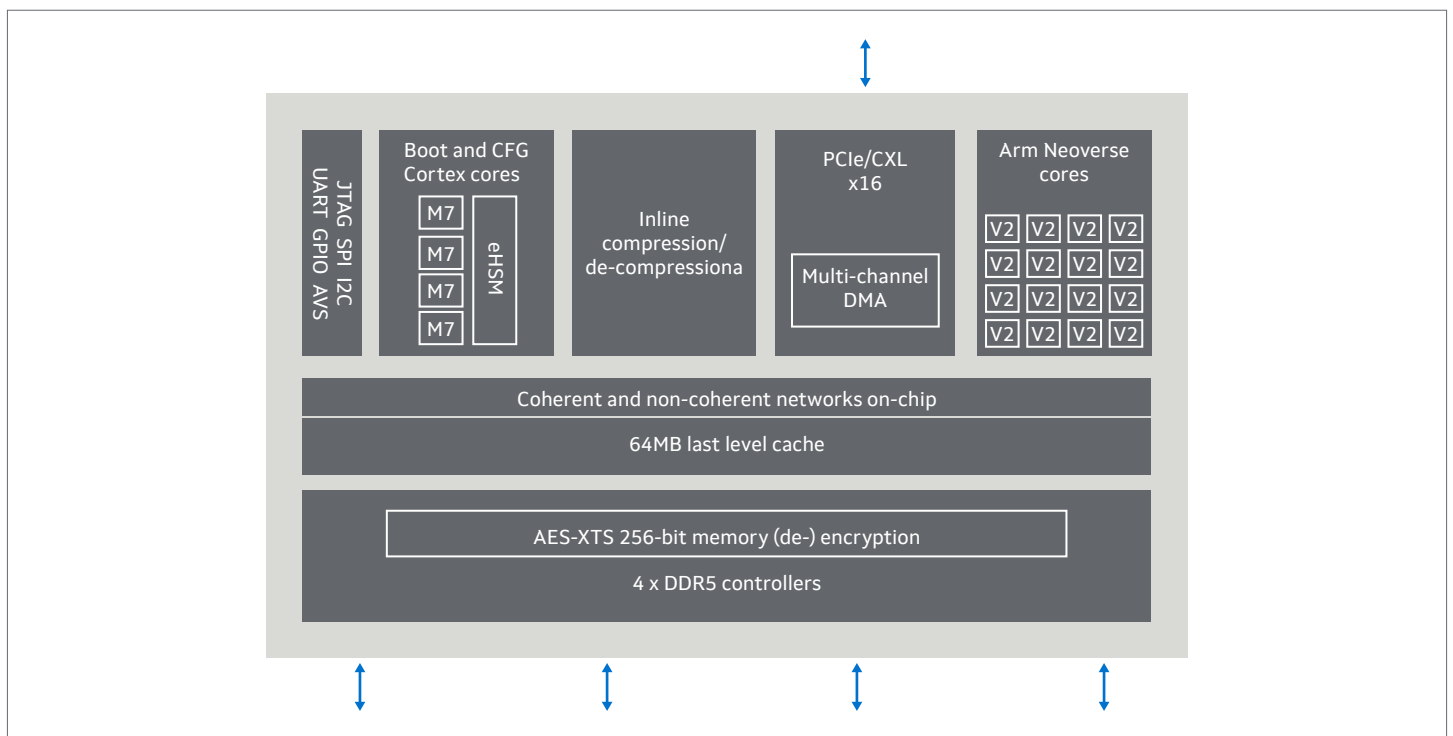 JTAG SPI I2C
UART GPIO AVS
Boot and CFG
Cortex cores
M7
M7
M7
M7
eHSM
Inline
compression/
de-compressiona
PCIe/CXL
x16
Multi-channel
DMA
Arm Neoverse
cores
V2 V2 V2 V2
V2 V2 V2 V2
V2 V2 V2 V2
V2 V2 V2 V2
Coherent and non-coherent networks on-chip
64MB last level cache
AES-XTS 256-bit memory (de-) encryption
4 x DDR5 controllers